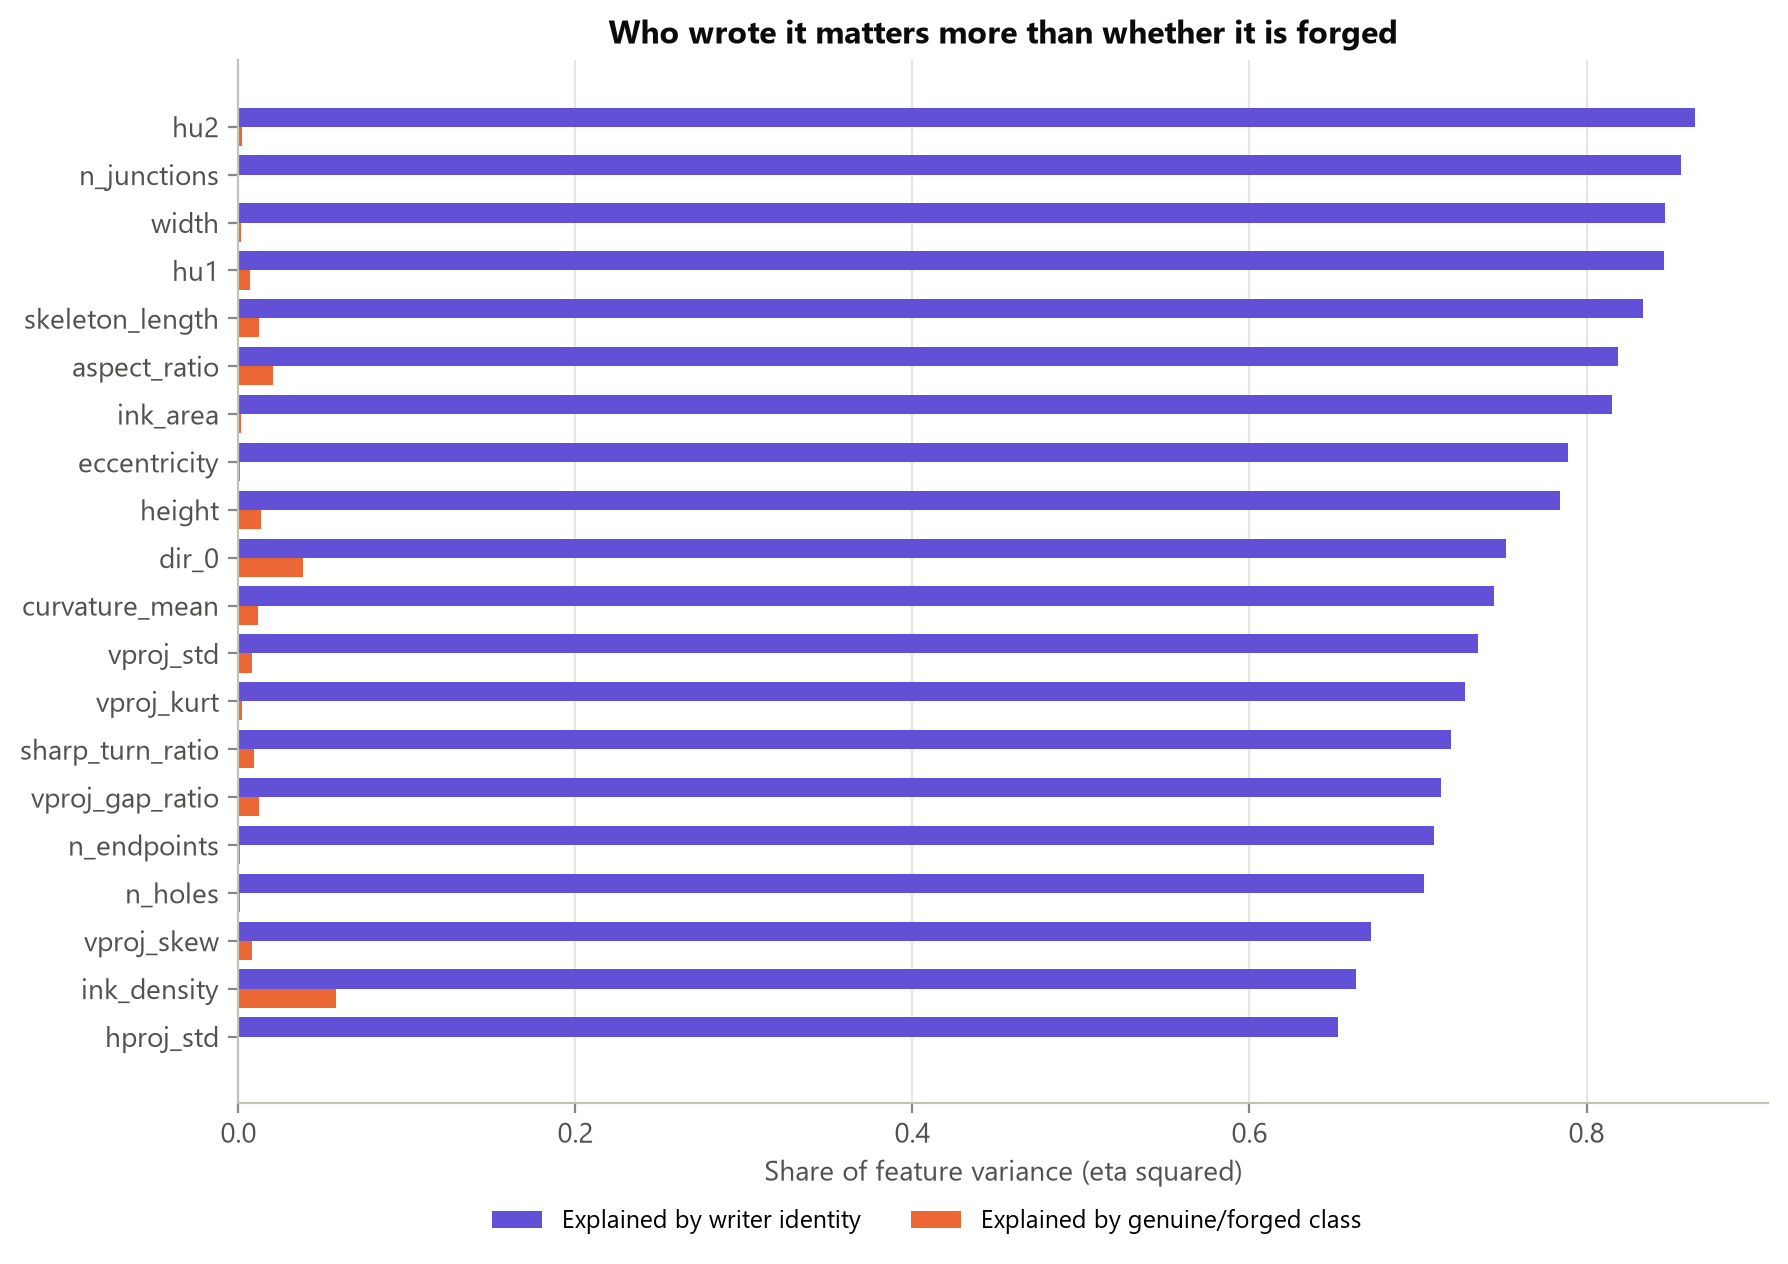 Who wrote it matters more than whether it is forged
hu2
n_junctions
width
hu1
skeleton_length
aspect_ratio
ink_area
eccentricity
height
dir_0
curvature_mean
vproj_std
vproj_kurt
sharp_turn_ratio
vproj_gap_ratio
n_endpoints
n_holes
vproj_skew
ink_density
hproj_std
0.0 0.2 0.4 0.6 0.8
Share of feature variance (eta squared)
Explained by writer identity Explained by genuine/forged class